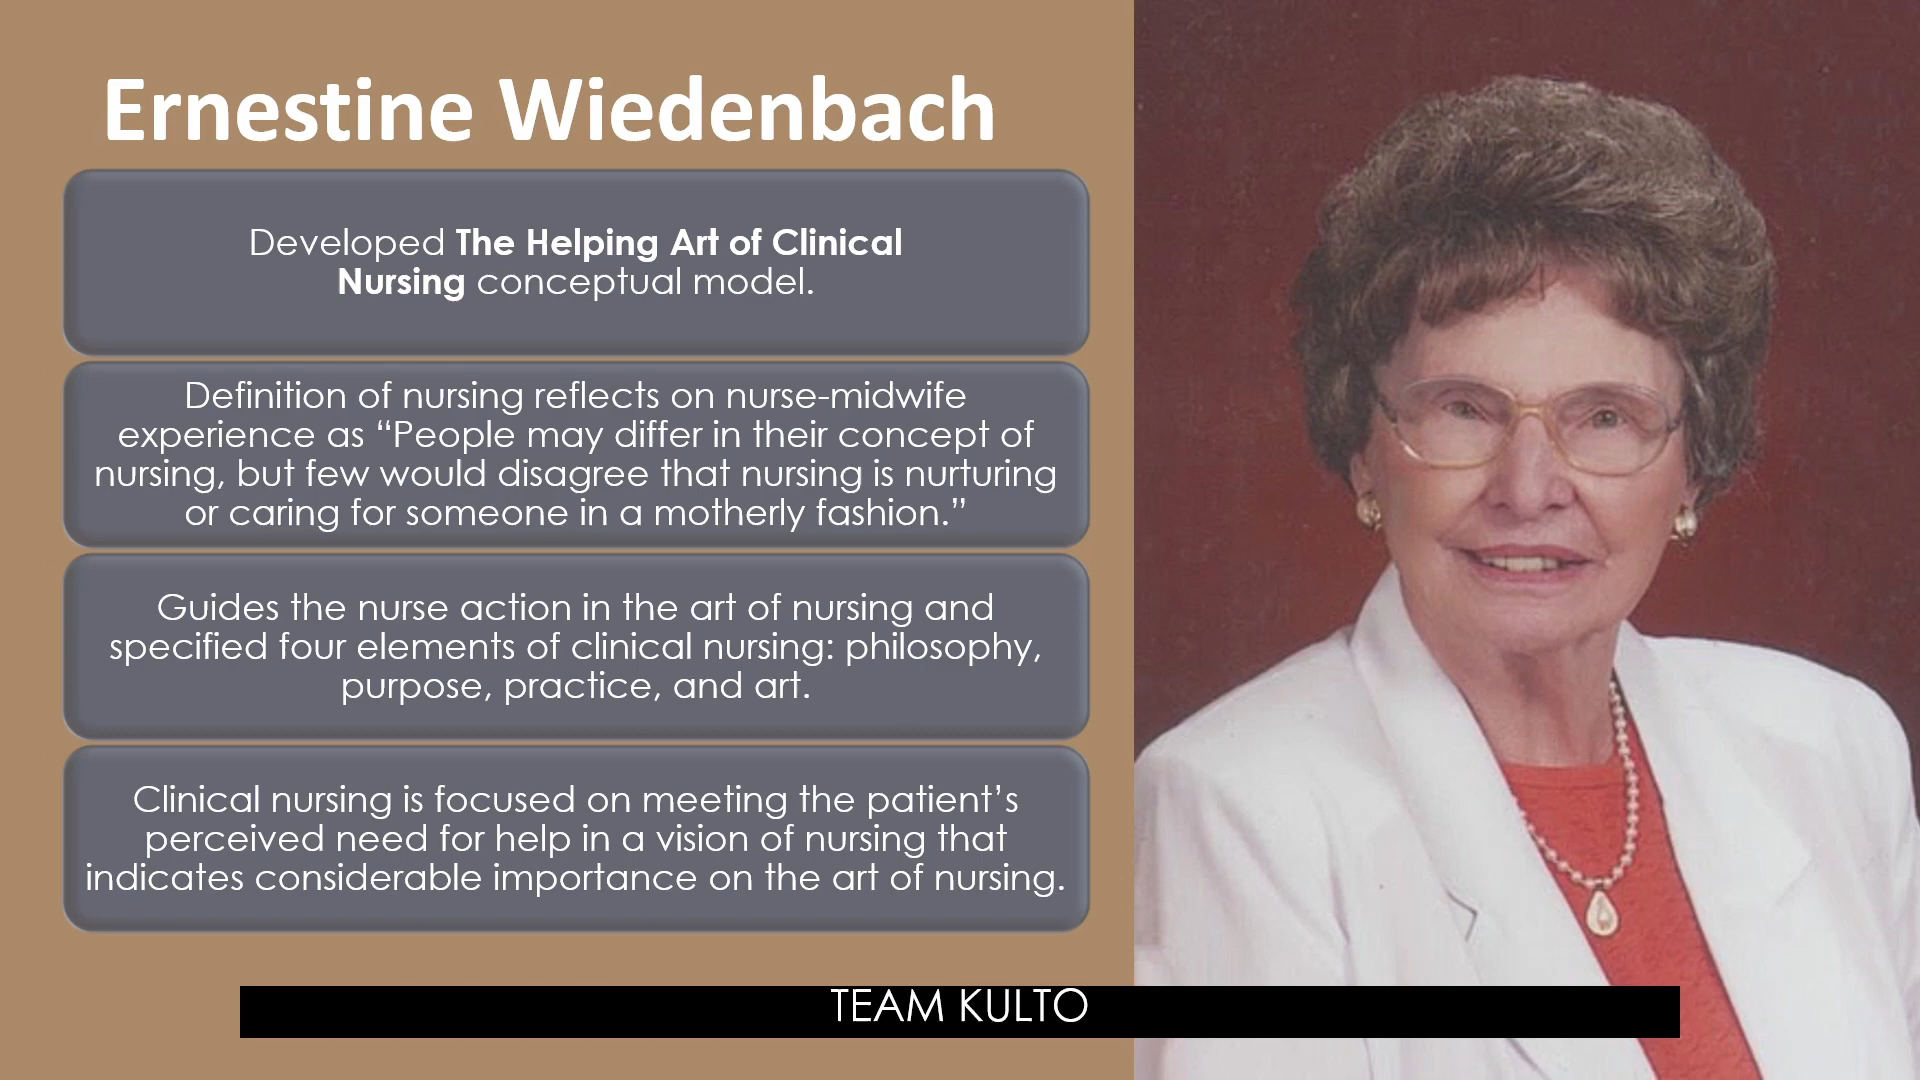 Ernestine Wiedenbach
Developed The Helping Art of Clinical
Nursing conceptual model.
Definition of nursing reflects on nurse-midwife
experience as “People may differ in their concept of
nursing, but few would disagree that nursing is nurturing
or caring for someone in a motherly fashion.”
Guides the nurse action in the art of nursing and
specified four elements of clinical nursing: philosophy,
purpose, practice, and art.
Clinical nursing is focused on meeting the patient’s
perceived need for help in a vision of nursing that
indicates considerable importance on the art of nursing.
TEAM KULTO